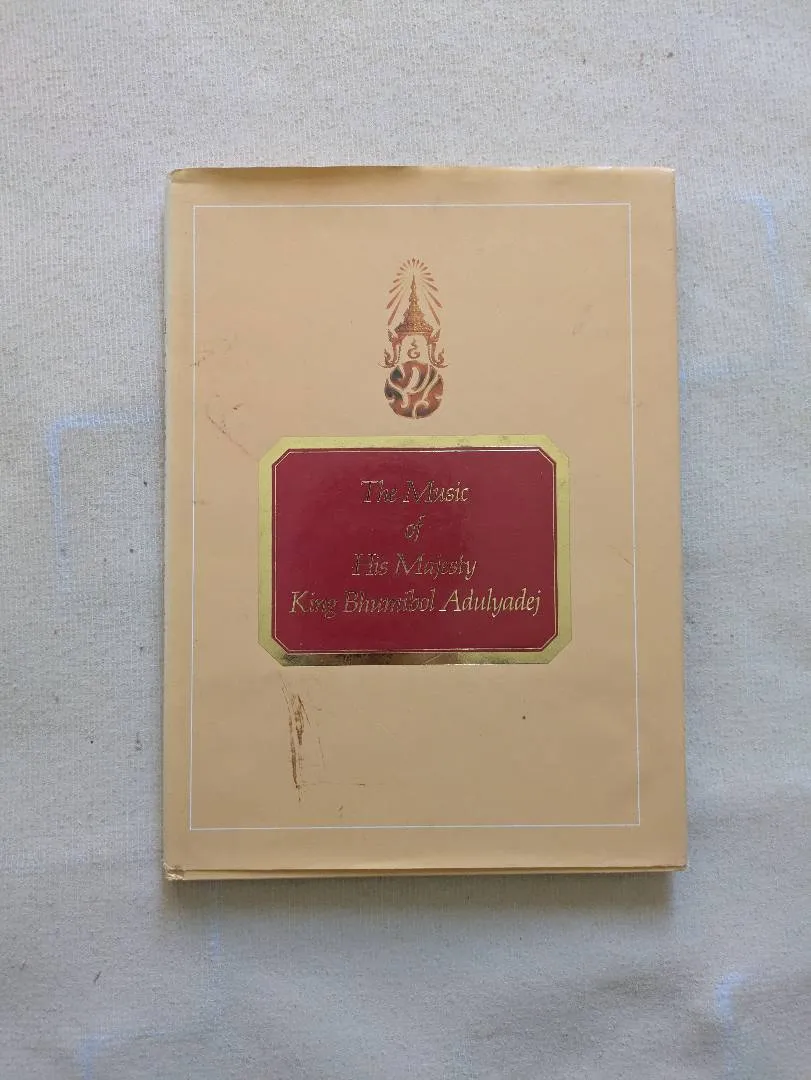 The Music
of
His Majesty
King Bhumibol Adulyadej